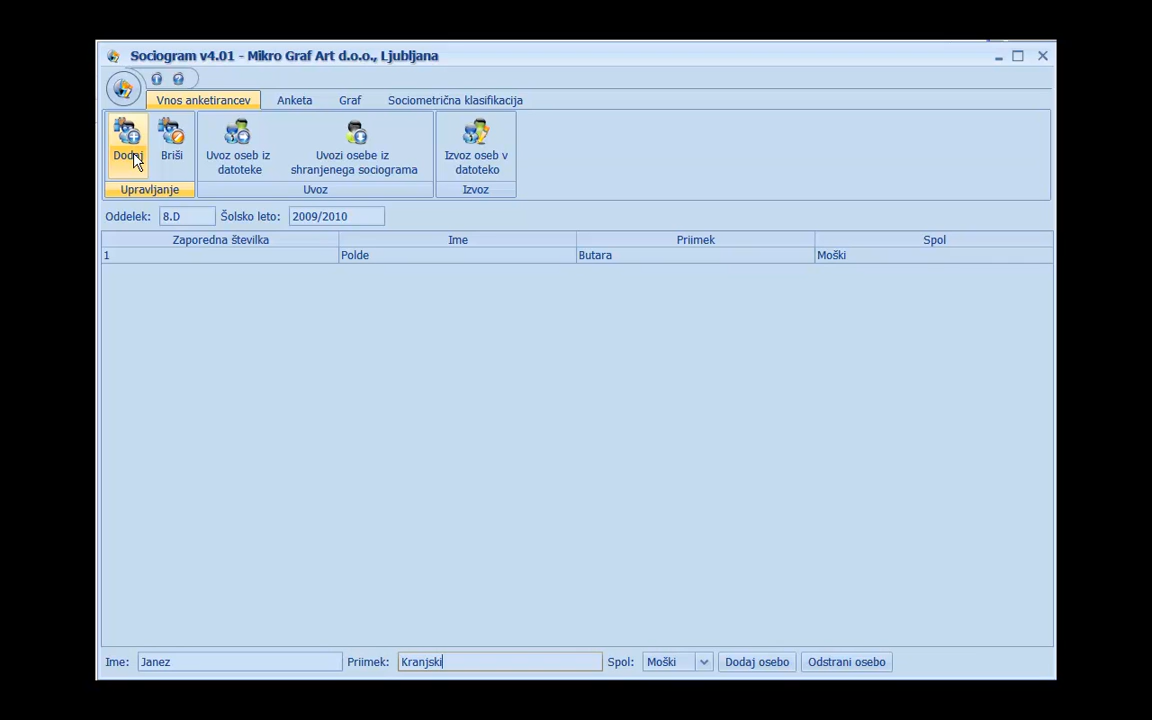 Sociogram v4.01 - Mikro Graf Art d.o.o., Ljubljana
Vnos anketirancev Anketa Graf Sociometrična klasifikacija
Dodaj Briši Uvoz oseb iz datoteke Uvozi osebe iz shranjenega sociograma Izvoz oseb v datoteko
Upravljanje Uvoz Izvoz
Oddelek: 8.D Šolsko leto: 2009/2010
Zaporedna številka Ime Priimek Spol
1 Polde Butara Moški
Ime: Janez Priimek: Kranjski Spol: Moški Dodaj osebo Odstrani osebo